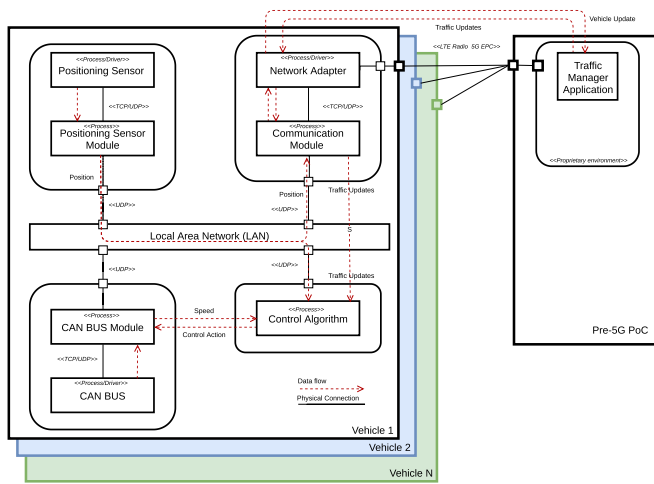 Vehicle Update
Traffic Updates
<<LTE Radio 5G EPC>>
<<Process/Driver>>
Positioning Sensor
<<TCP/UDP>>
<<Process>>
Positioning Sensor
Module
Position
<<UDP>>
<<Process/Driver>>
Network Adapter
<<TCP/UDP>>
<<Process>>
Communication
Module
Position
Traffic Updates
<<UDP>>
S
Traffic
Manager
Application
<<Proprietary environment>>
Local Area Network (LAN)
<<UDP>>
<<UDP>>
Traffic Updates
<<Process>>
CAN BUS Module
<<TCP/UDP>>
<<Process/Driver>>
CAN BUS
Speed
Control Action
<<Process>>
Control Algorithm
Pre-5G PoC
Data flow
Physical Connection
Vehicle 1
Vehicle 2
Vehicle N